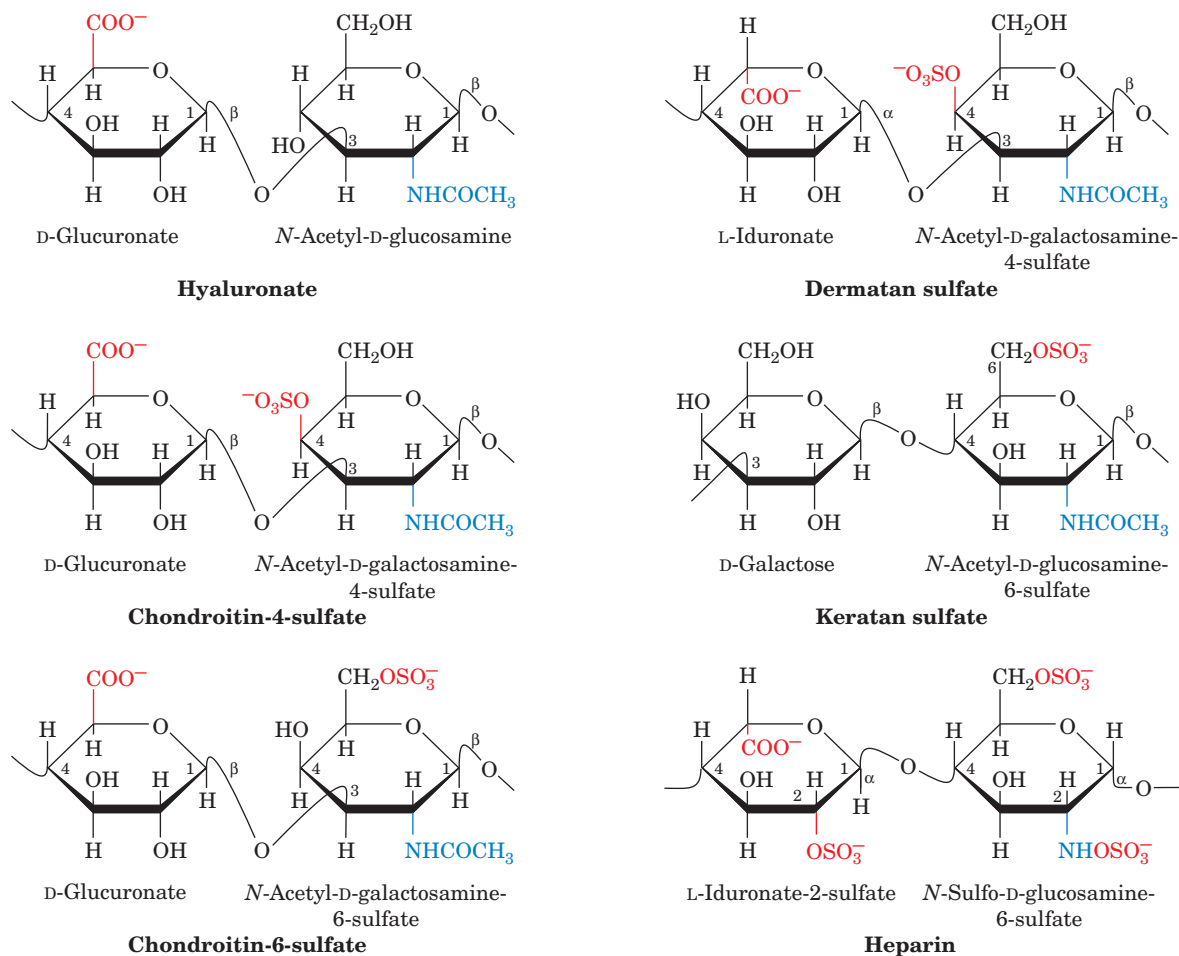 COO−
CH2OH
H
O
H
O
H
H
4
OH
H
1
β
HO
H
1
β
O
H
3
H
H
OH
O
H
NHCOCH3
D-Glucuronate
N-Acetyl-D-glucosamine
Hyaluronate
H
CH2OH
H
O
−O3SO
O
COO−
H
4
OH
H
1
α
4
H
3
H
1
β
O
H
H
H
OH
O
H
NHCOCH3
L-Iduronate
N-Acetyl-D-galactosamine-
4-sulfate
Dermatan sulfate
COO−
CH2OH
H
O
−O3SO
O
H
H
4
OH
H
1
β
4
H
3
H
1
β
O
H
H
H
OH
O
H
NHCOCH3
D-Glucuronate
N-Acetyl-D-galactosamine-
4-sulfate
Chondroitin-4-sulfate
CH2OH
CH2OSO3−
6
HO
O
β
O
H
O
H
H
H
3
H
H
4
OH
H
1
β
O
H
H
OH
H
NHCOCH3
D-Galactose
N-Acetyl-D-glucosamine-
6-sulfate
Keratan sulfate
COO−
CH2OSO3−
H
O
HO
O
H
H
4
OH
H
1
β
4
H
3
H
1
β
O
H
H
H
OH
O
H
NHCOCH3
D-Glucuronate
N-Acetyl-D-galactosamine-
6-sulfate
Chondroitin-6-sulfate
H
CH2OSO3−
H
O
O
H
O
H
COO−
H
4
OH
H
2
1
α
H
4
OH
H
2
1
α
O
H
OSO3−
H
NHOSO3−
L-Iduronate-2-sulfate
N-Sulfo-D-glucosamine-
6-sulfate
Heparin